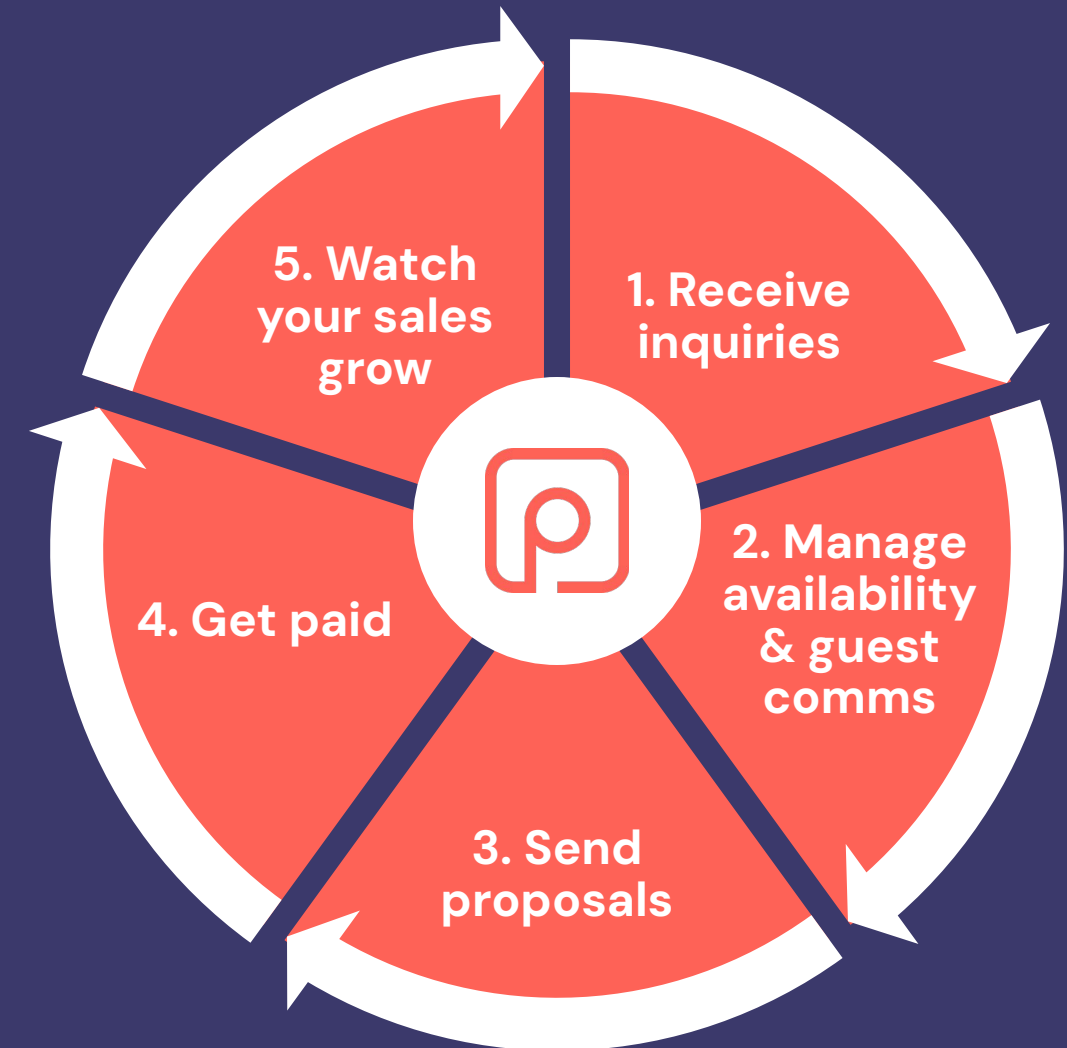 1. Receive
inquiries
2. Manage
availability
& guest
comms
3. Send
proposals
4. Get paid
5. Watch
your sales
grow